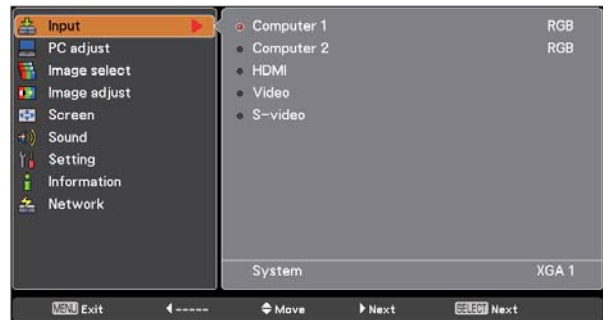 Input
PC adjust
Image select
Image adjust
Screen
Sound
Setting
Information
Network
Computer 1 RGB
Computer 2 RGB
HDMI
Video
S-video
System XGA 1
MENU Exit ----- Move Next SELECT Next